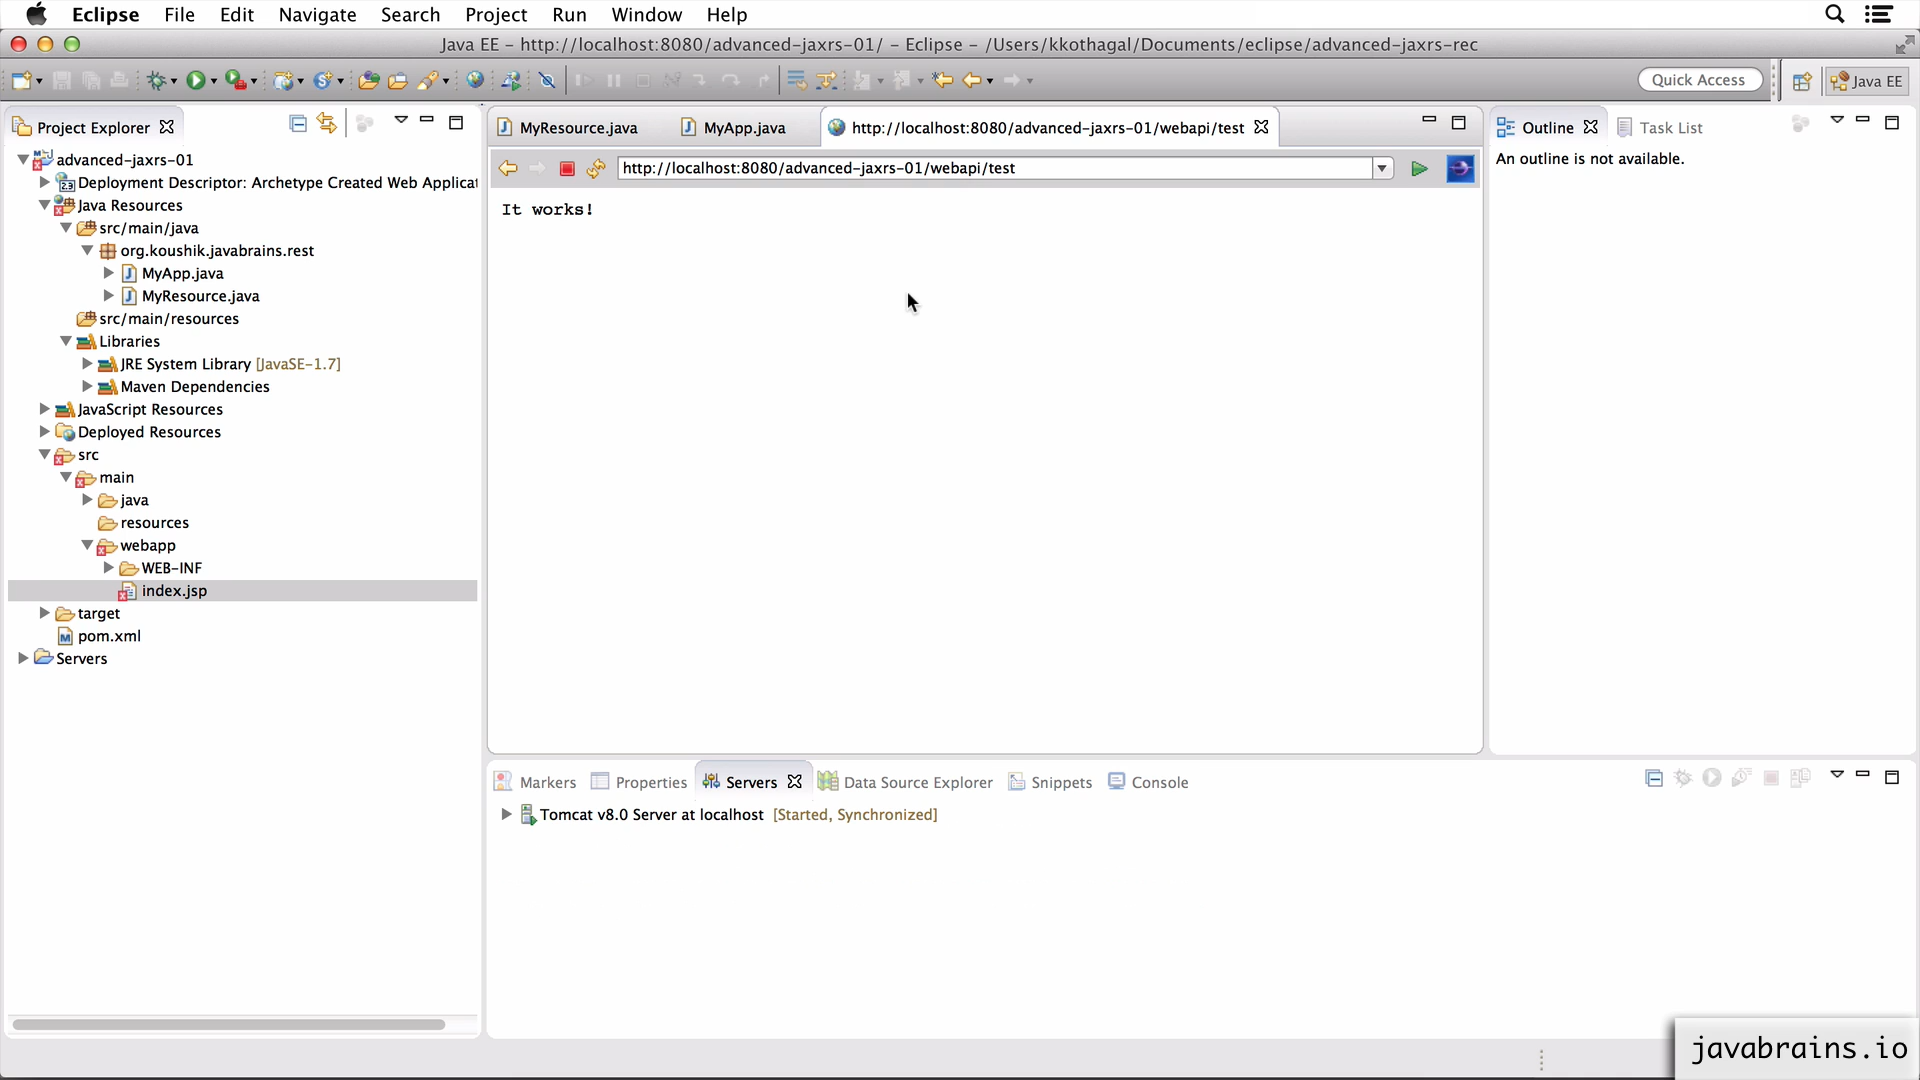 Eclipse File Edit Navigate Search Project Run Window Help
Java EE – http://localhost:8080/advanced-jaxrs-01/ – Eclipse – /Users/kkothagal/Documents/eclipse/advanced-jaxrs-rec
Quick Access
Java EE
Project Explorer
advanced-jaxrs-01
Deployment Descriptor: Archetype Created Web Applicat
Java Resources
src/main/java
org.koushik.javabrains.rest
MyApp.java
MyResource.java
src/main/resources
Libraries
JRE System Library [JavaSE-1.7]
Maven Dependencies
JavaScript Resources
Deployed Resources
src
main
java
resources
webapp
WEB-INF
index.jsp
target
pom.xml
Servers
MyResource.java MyApp.java http://localhost:8080/advanced-jaxrs-01/webapi/test
http://localhost:8080/advanced-jaxrs-01/webapi/test
It works!
Outline Task List
An outline is not available.
Markers Properties Servers Data Source Explorer Snippets Console
Tomcat v8.0 Server at localhost [Started, Synchronized]
javabrains.io